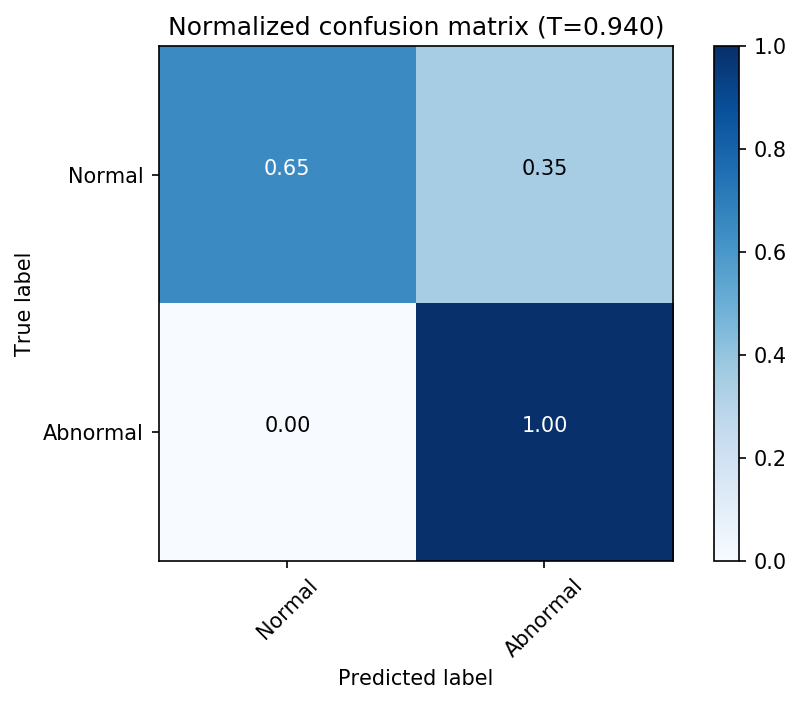 Normalized confusion matrix (T=0.940)
True label
Normal
0.65
0.35
Abnormal
0.00
1.00
Normal
Abnormal
Predicted label
1.0
0.8
0.6
0.4
0.2
0.0